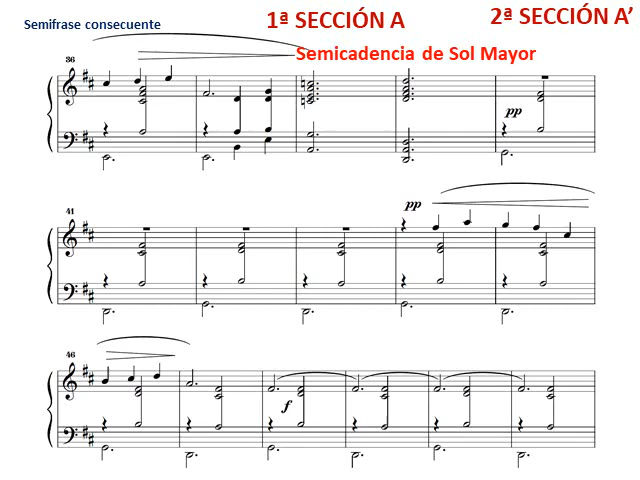 Semifrase consecuente
1ª SECCIÓN A
2ª SECCIÓN A’
Semicadencia de Sol Mayor
36
pp
41
pp
46
f